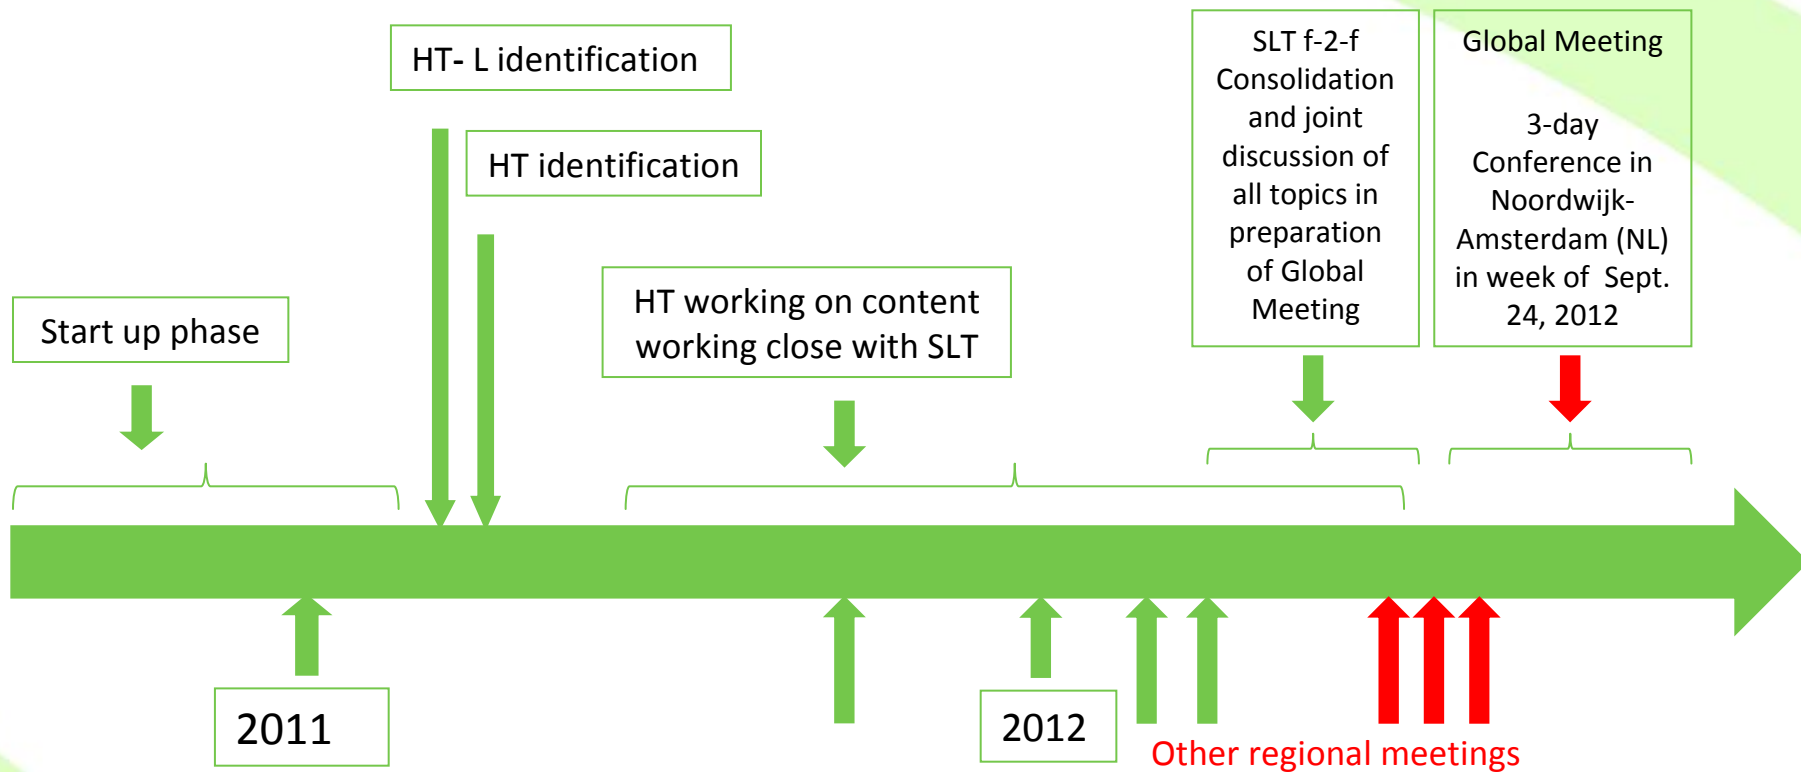 HT- L identification
HT identification
Start up phase
HT working on content
working close with SLT
SLT f-2-f
Consolidation
and joint
discussion of
all topics in
preparation
of Global
Meeting
Global Meeting
3-day
Conference in
Noordwijk-
Amsterdam (NL)
in week of Sept.
24, 2012
2011
2012
Other regional meetings